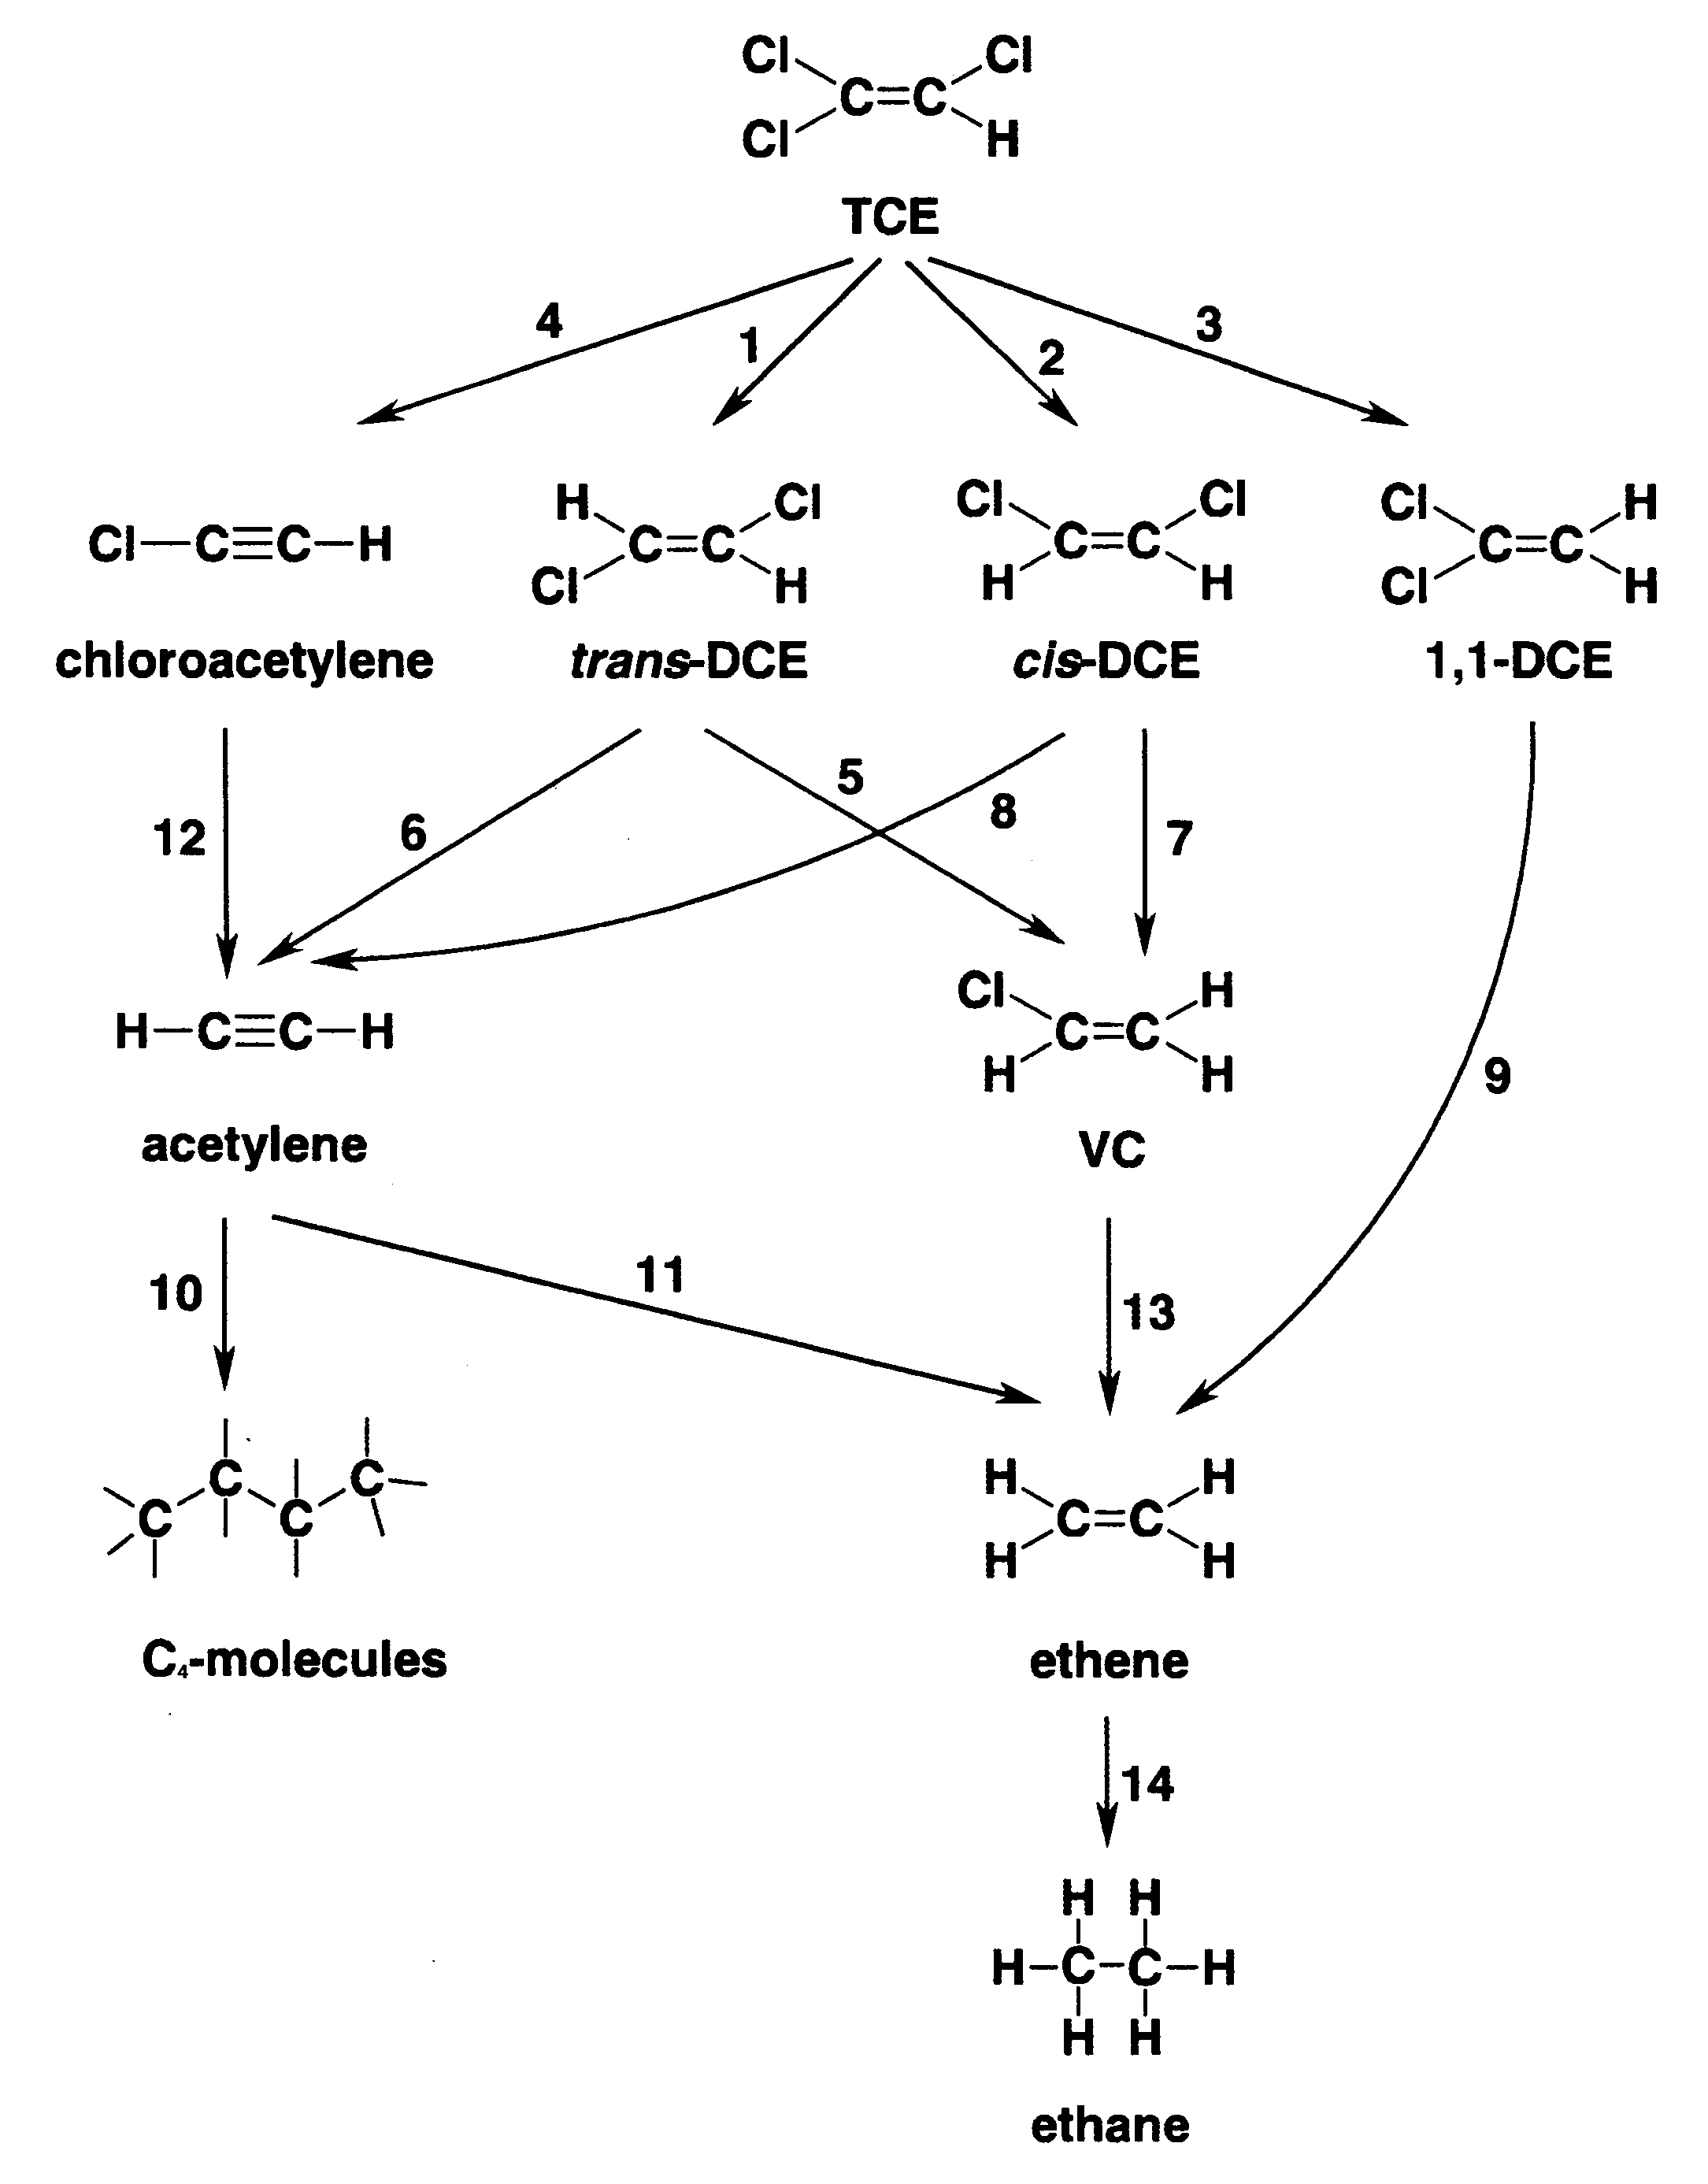 Cl Cl
C=C
Cl H
TCE
4 1 2 3
H Cl Cl Cl Cl H
Cl—C≡C—H C=C C=C C=C
Cl H H H Cl H
chloroacetylene trans-DCE cis-DCE 1,1-DCE
12 6 5 8 7
Cl H
H—C≡C—H C=C
H H
9
acetylene VC
10 11 13
H H
C C C C C=C
H H
C4-molecules ethene
14
H H
H—C—C—H
H H
ethane